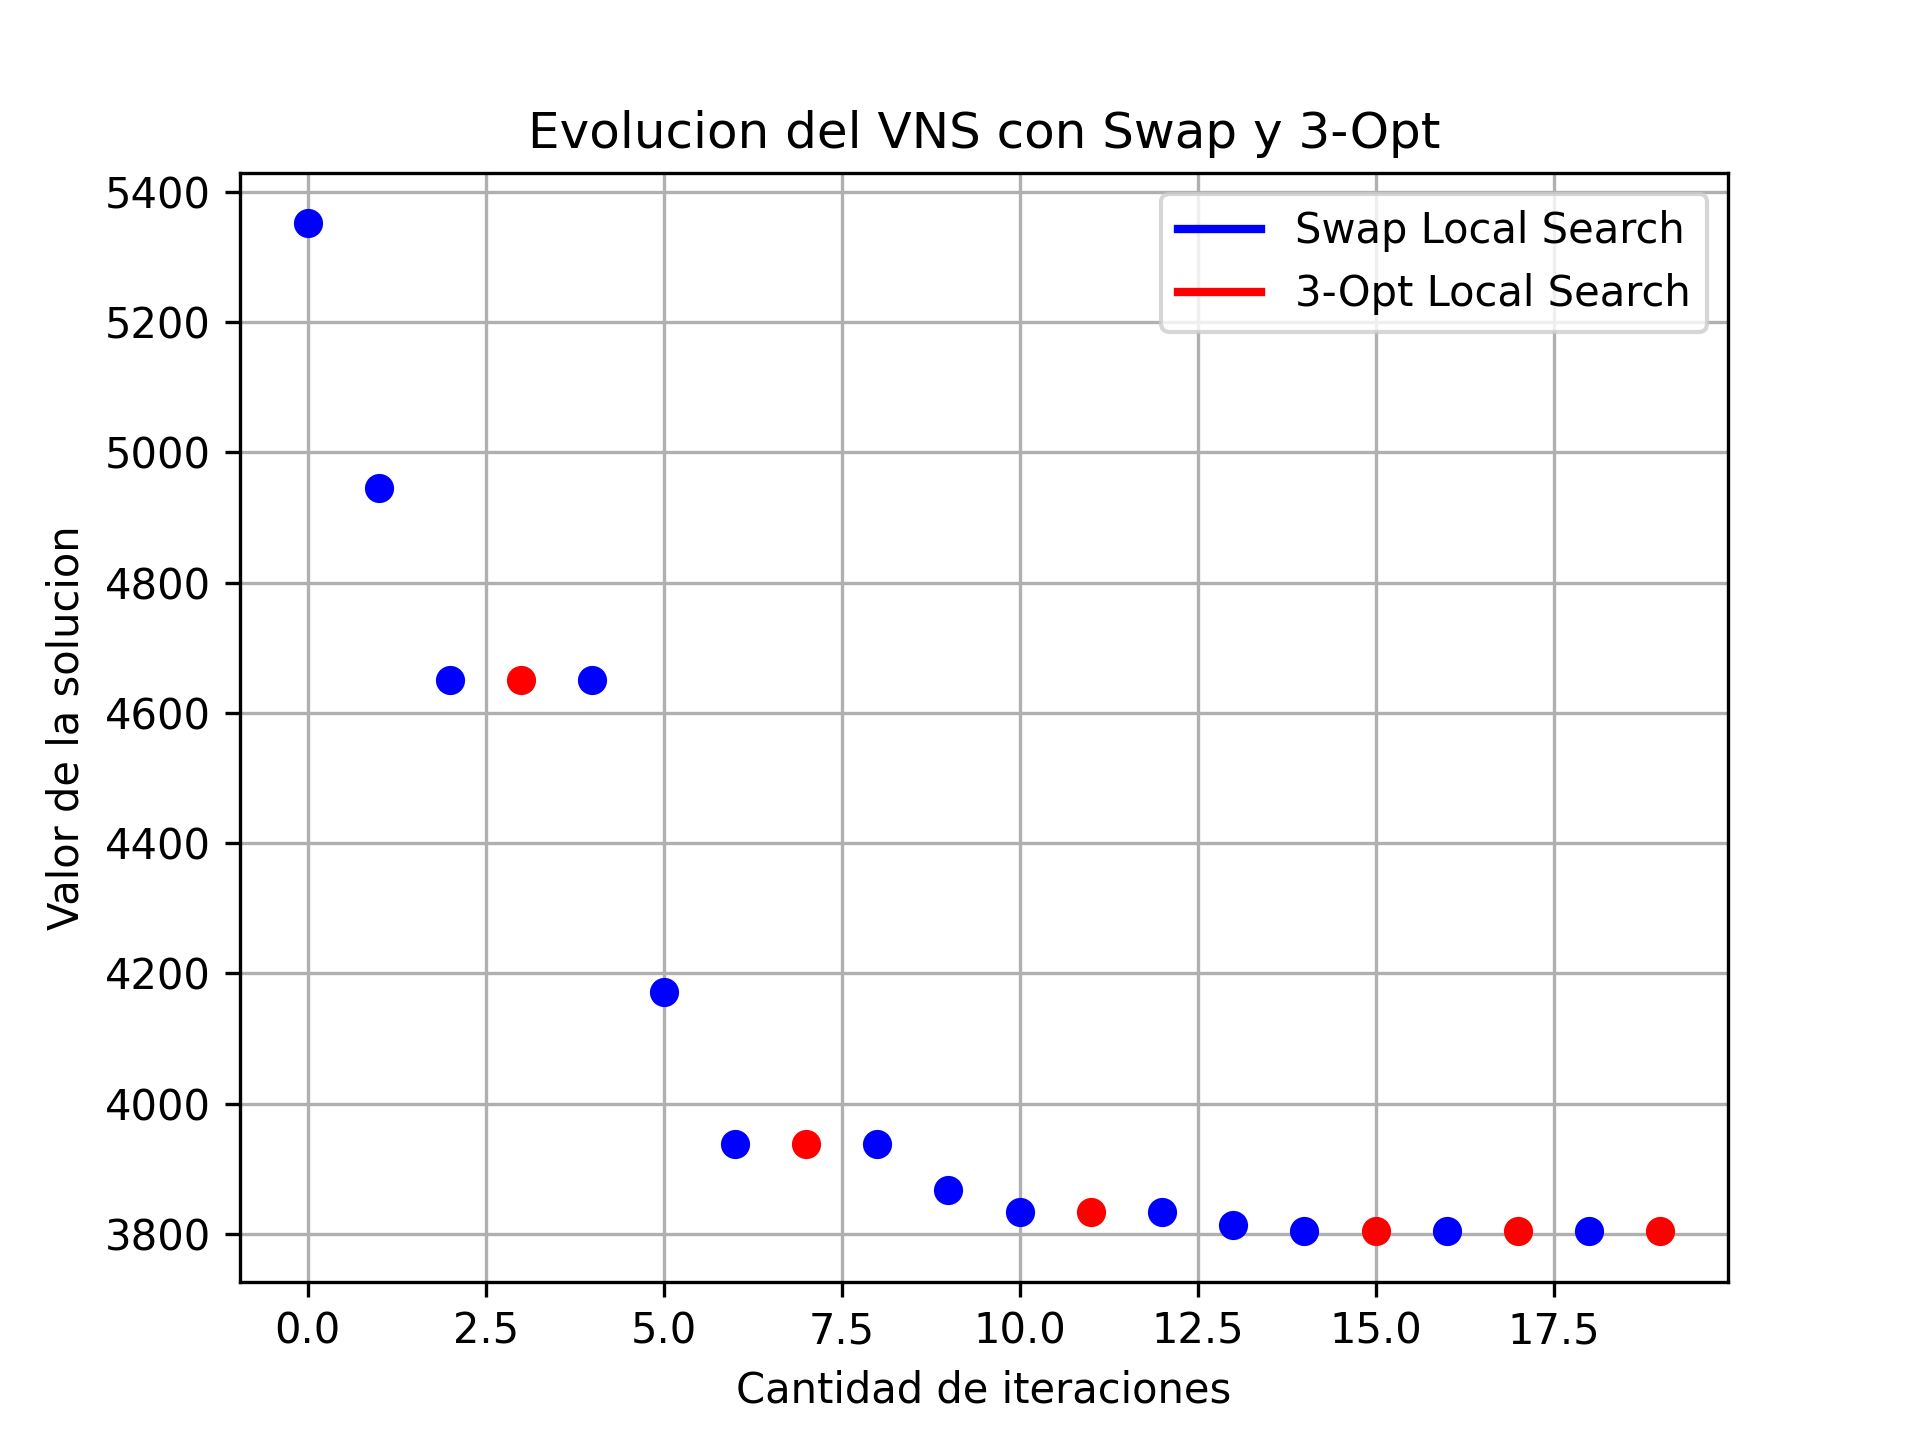 Evolucion del VNS con Swap y 3-Opt
Swap Local Search
3-Opt Local Search
Valor de la solucion
5400
5200
5000
4800
4600
4400
4200
4000
3800
0.0 2.5 5.0 7.5 10.0 12.5 15.0 17.5
Cantidad de iteraciones